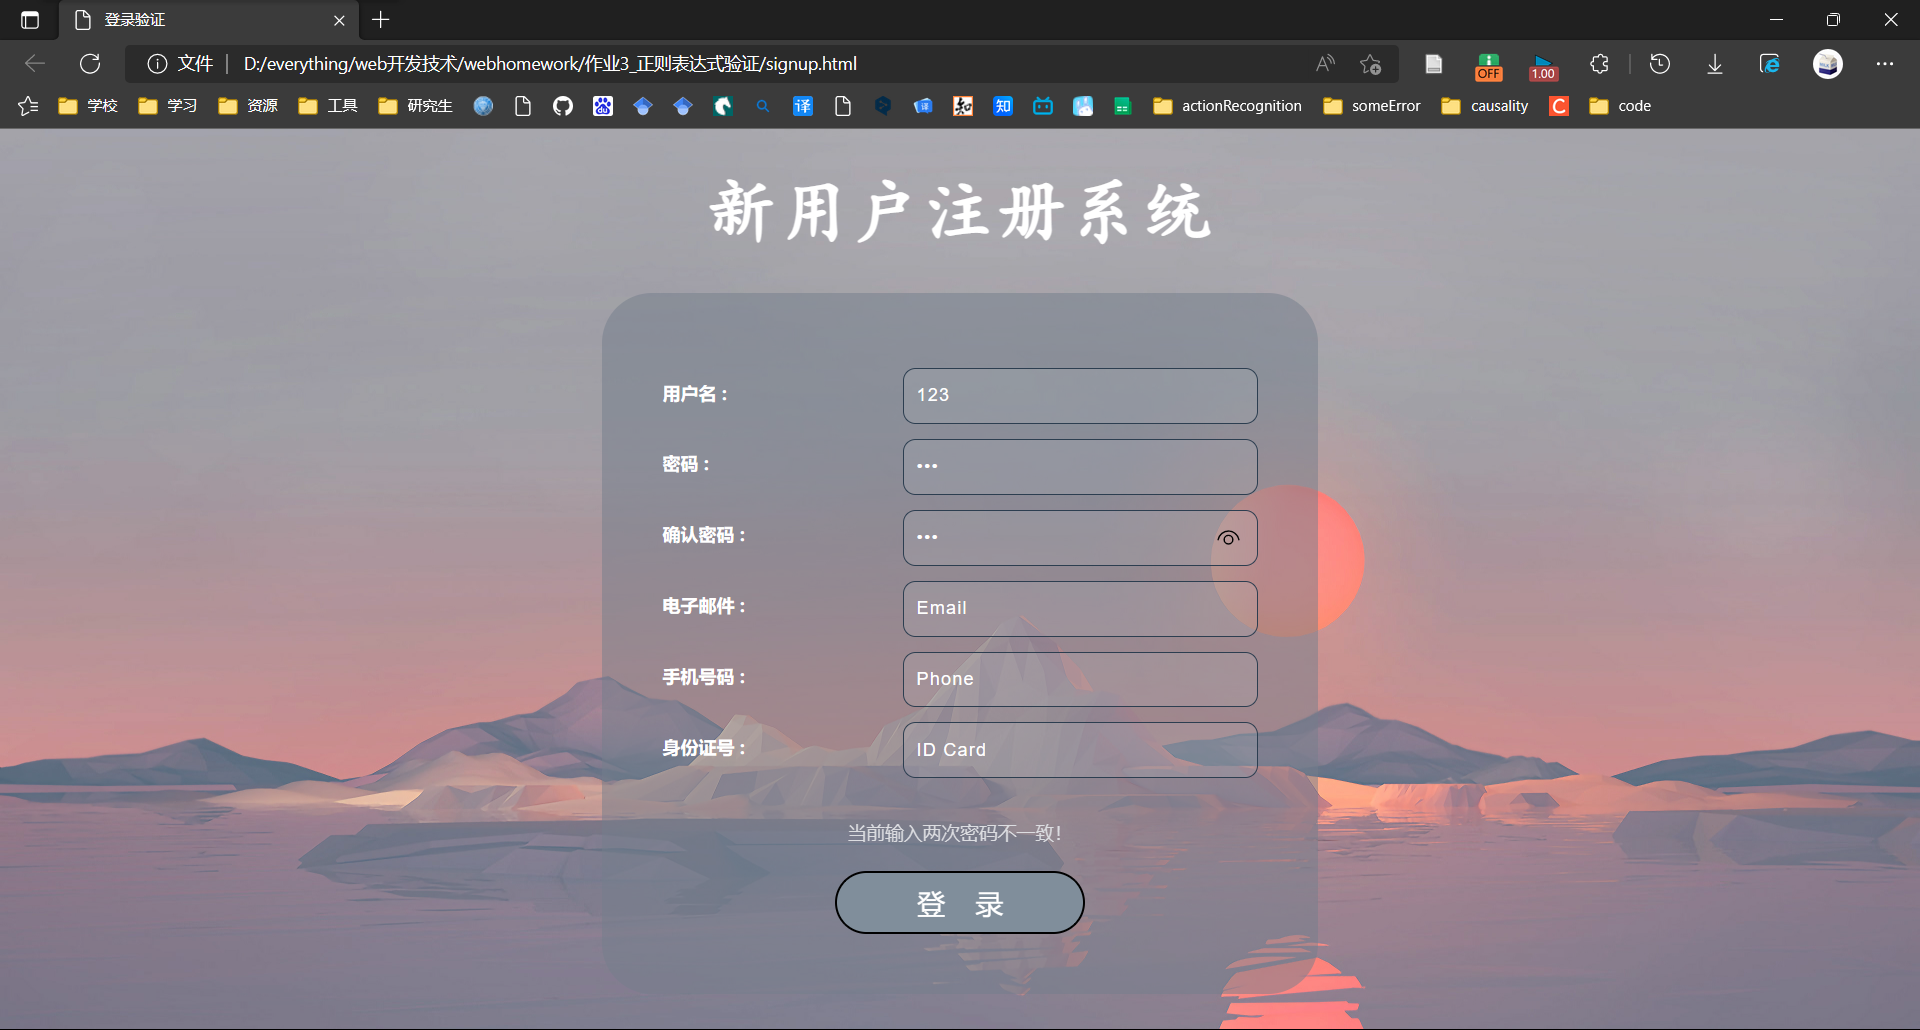 登录验证
文件 D:/everything/web开发技术/webhomework/作业3_正则表达式验证/signup.html
OFF
1.00
学校 学习 资源 工具 研究生 译 知 知 actionRecognition someError causality C code
新用户注册系统
用户名： 123
密码： •••
确认密码： •••
电子邮件： Email
手机号码： Phone
身份证号： ID Card
当前输入两次密码不一致！
登 录